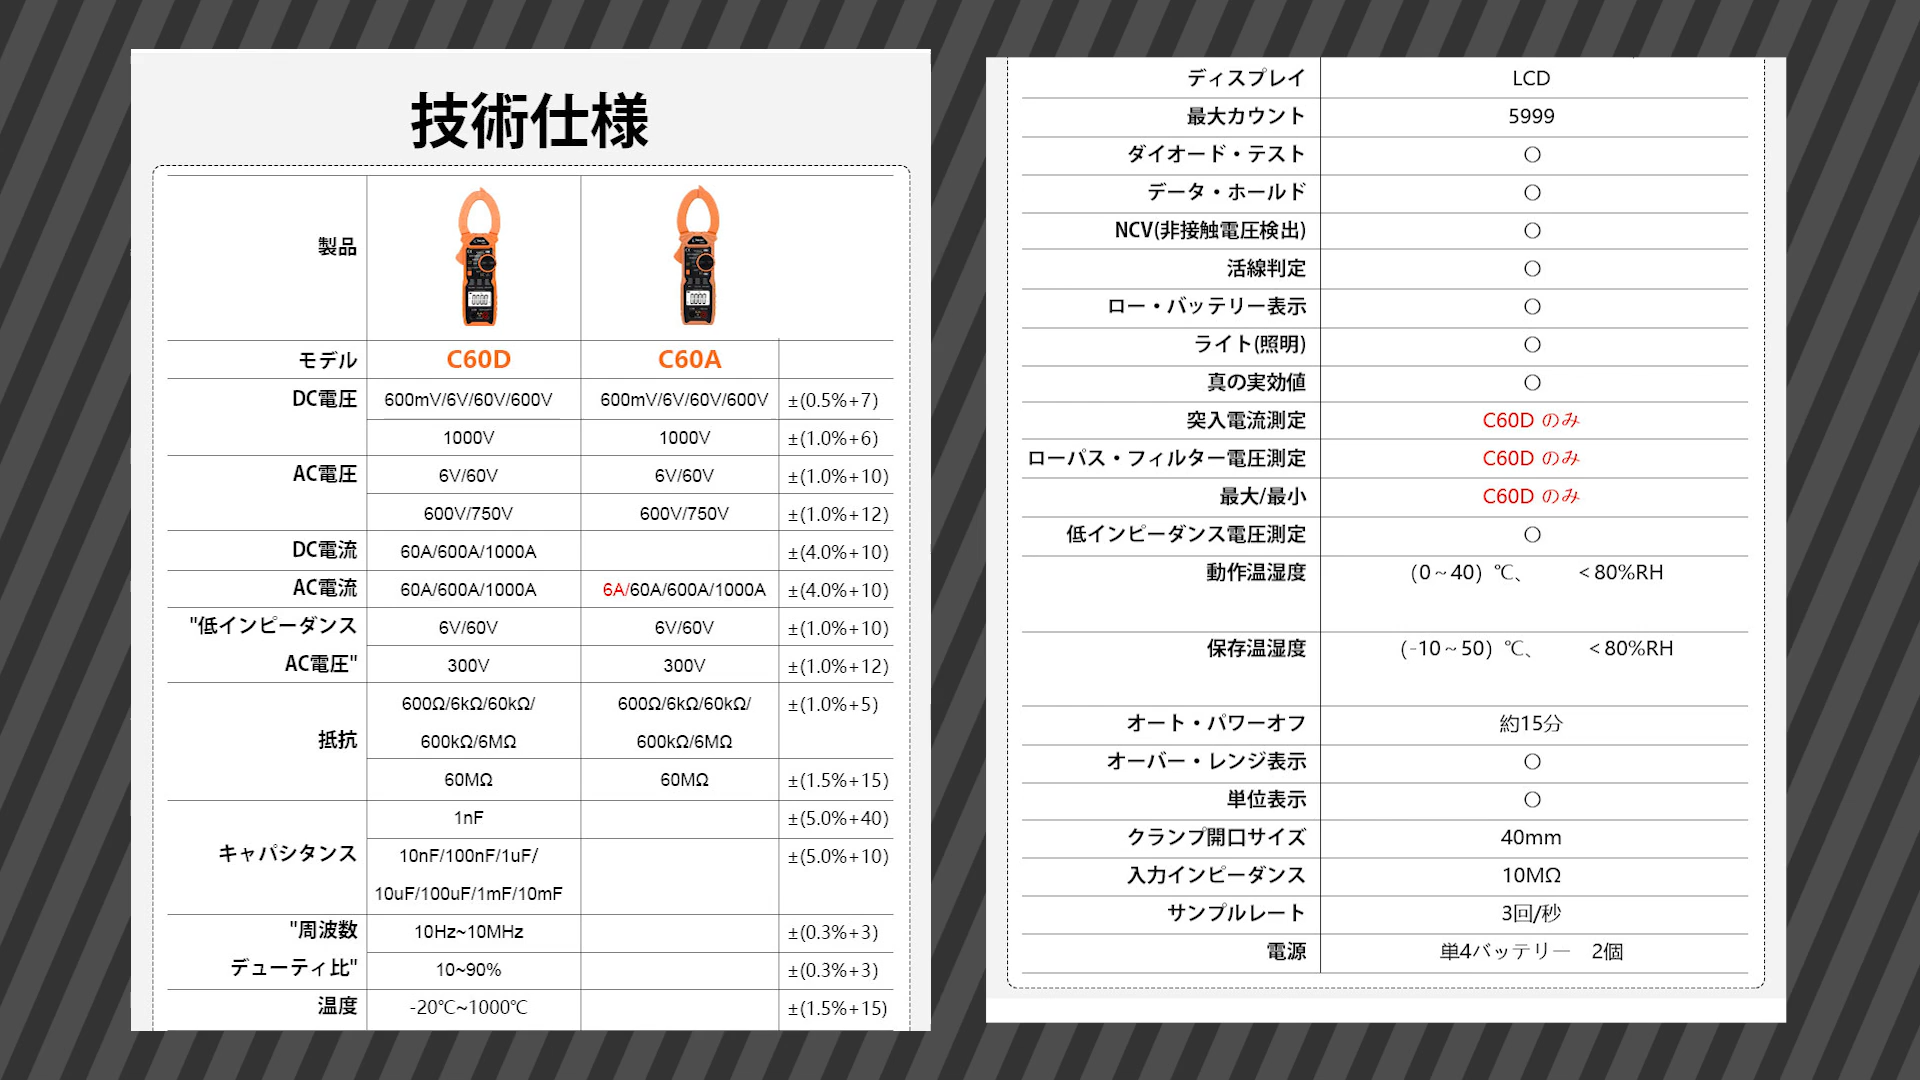 技術仕様
製品
モデル C60D C60A
DC電圧 600mV/6V/60V/600V 600mV/6V/60V/600V ±(0.5%+7)
1000V 1000V ±(1.0%+6)
AC電圧 6V/60V 6V/60V ±(1.0%+10)
600V/750V 600V/750V ±(1.0%+12)
DC電流 60A/600A/1000A ±(4.0%+10)
AC電流 60A/600A/1000A 6A/60A/600A/1000A ±(4.0%+10)
"低インピーダンス 6V/60V 6V/60V ±(1.0%+10)
AC電圧" 300V 300V ±(1.0%+12)
600Ω/6kΩ/60kΩ/ 600Ω/6kΩ/60kΩ/ ±(1.0%+5)
抵抗 600kΩ/6MΩ 600kΩ/6MΩ
60MΩ 60MΩ ±(1.5%+15)
1nF ±(5.0%+40)
キャパシタンス 10nF/100nF/1uF/ ±(5.0%+10)
10uF/100uF/1mF/10mF
"周波数 10Hz~10MHz ±(0.3%+3)
デューティ比" 10~90% ±(0.3%+3)
温度 -20℃~1000℃ ±(1.5%+15)
ディスプレイ LCD
最大カウント 5999
ダイオード・テスト ○
データ・ホールド ○
NCV(非接触電圧検出) ○
活線判定 ○
ロー・バッテリー表示 ○
ライト(照明) ○
真の実効値 ○
突入電流測定 C60D のみ
ローパス・フィルター電圧測定 C60D のみ
最大/最小 C60D のみ
低インピーダンス電圧測定 ○
動作温湿度 (0~40) ℃、 <80%RH
保存温湿度 (-10~50) ℃、 <80%RH
オート・パワーオフ 約15分
オーバー・レンジ表示 ○
単位表示 ○
クランプ開口サイズ 40mm
入力インピーダンス 10MΩ
サンプルレート 3回/秒
電源 単4バッテリー 2個